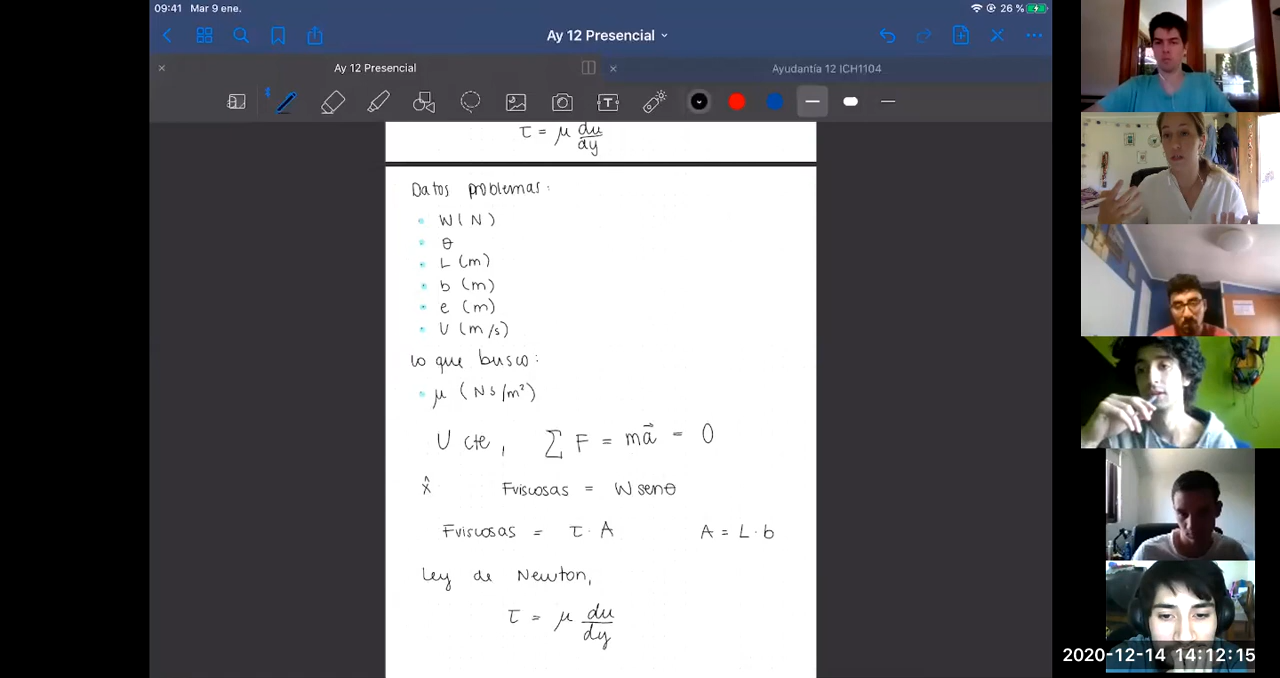 09:41 Mar 9 ene.
26 %
Ay 12 Presencial
Ay 12 Presencial
Ayudantía 12 ICH1104
T
τ = μ du/dy
Datos problemas:
• W (N)
• θ
• L (m)
• b (m)
• e (m)
• U (m/s)
lo que busco:
• μ (Ns/m²)
U cte, ∑ F = ma⃗ = 0
x̂ Fviscosas = W senθ
Fviscosas = τ · A A = L · b
Ley de Newton,
τ = μ du/dy
2020-12-14 14:12:15